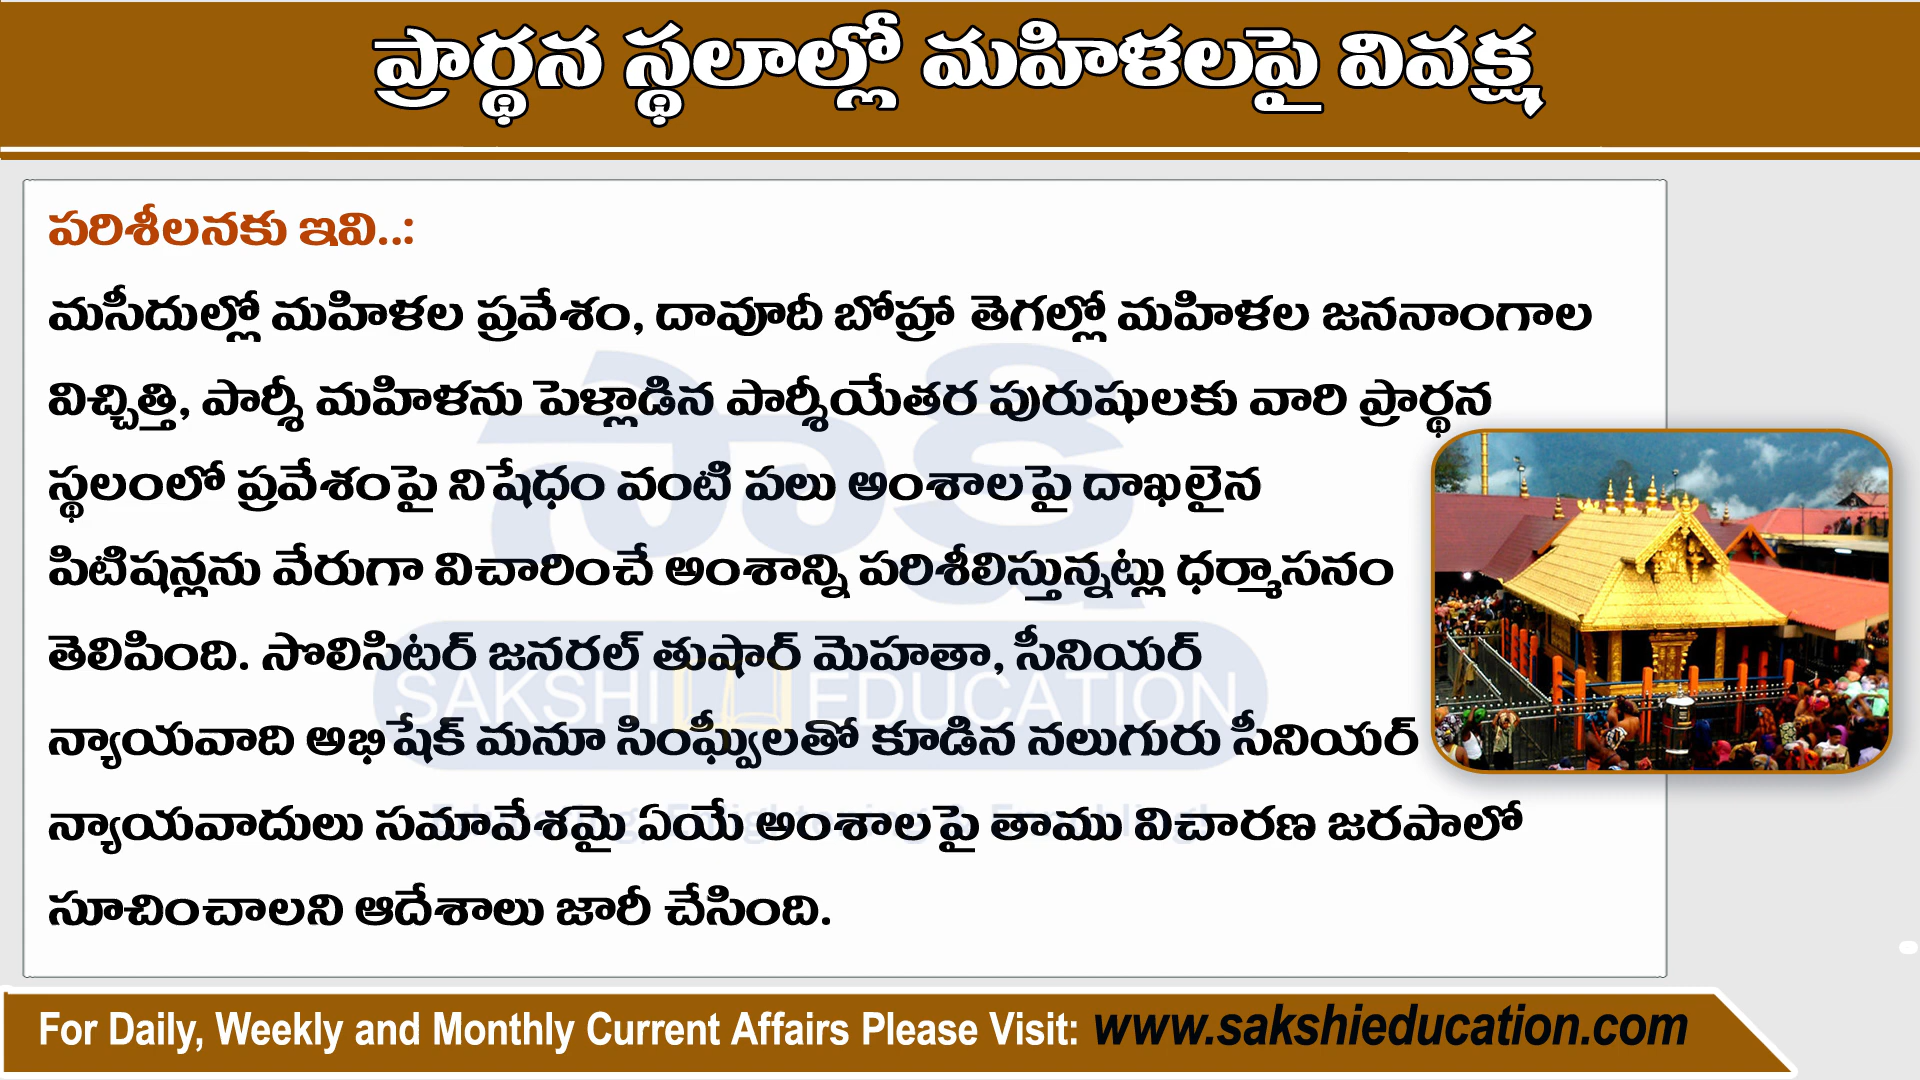 ప్రార్థన స్థలాల్లో మహిళలపై వివక్ష
పరిశీలనకు ఇవి..:
మసీదుల్లో మహిళల ప్రవేశం, దావూదీ బోహ్రా తెగల్లో మహిళల జననాంగాల
విచ్చిత్తి, పార్శీ మహిళను పెళ్లాడిన పార్శీయేతర పురుషులకు వారి ప్రార్థన
స్థలంలో ప్రవేశంపై నిషేధం వంటి పలు అంశాలపై దాఖలైన
పిటిషన్లను వేరుగా విచారించే అంశాన్ని పరిశీలిస్తున్నట్లు ధర్మాసనం
తెలిపింది. సొలిసిటర్ జనరల్ తుషార్ మెహతా, సీనియర్
న్యాయవాది అభిషేక్ మనూ సింఘ్వీలతో కూడిన నలుగురు సీనియర్
న్యాయవాదులు సమావేశమై ఏయే అంశాలపై తాము విచారణ జరపాలో
సూచించాలని ఆదేశాలు జారీ చేసింది.
సాక్షి
SAKSHI EDUCATION
For Daily, Weekly and Monthly Current Affairs Please Visit: www.sakshieducation.com